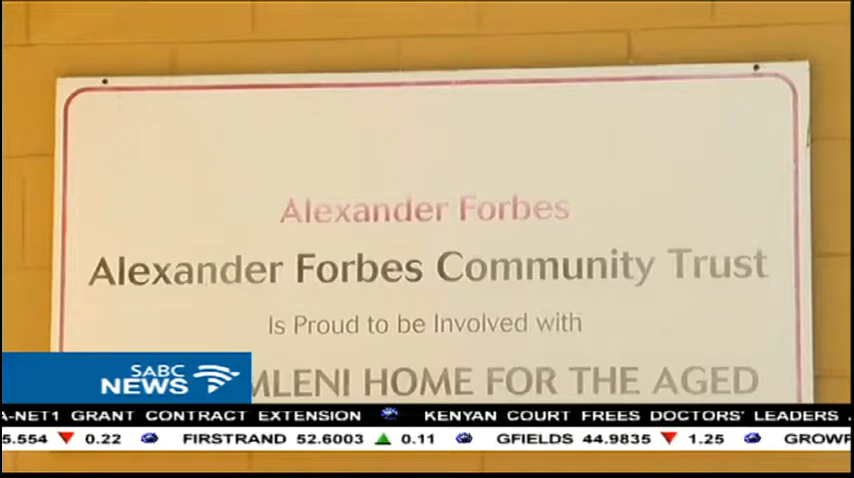 Alexander Forbes
Alexander Forbes Community Trust
Is Proud to be Involved with
MLENI HOME FOR THE AGED
SABC
NEWS
A-NET1 GRANT CONTRACT EXTENSION KENYAN COURT FREES DOCTORS' LEADERS
5.554 0.22 FIRSTRAND 52.6003 0.11 GFIELDS 44.9835 1.25 GROWP